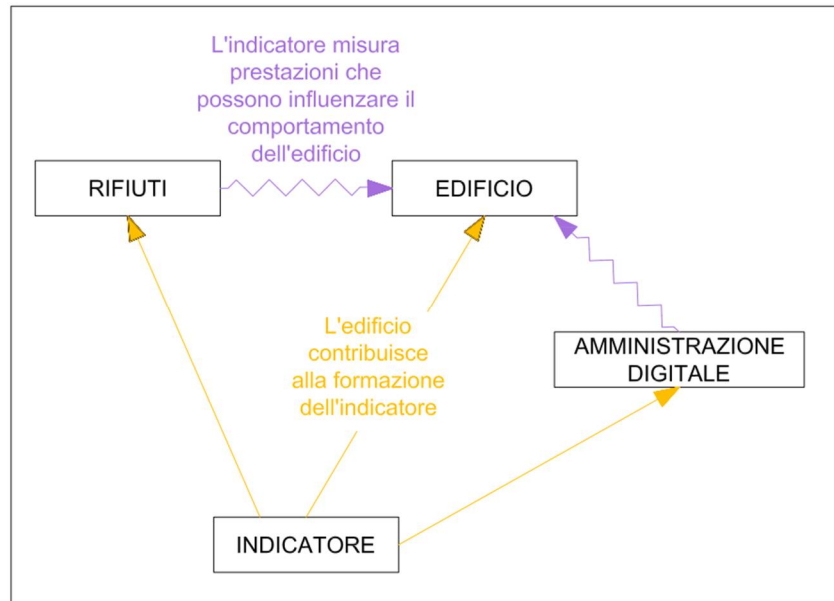 L'indicatore misura
prestazioni che
possono influenzare il
comportamento
dell'edificio
RIFIUTI
EDIFICIO
L'edificio
contribuisce
alla formazione
dell'indicatore
AMMINISTRAZIONE
DIGITALE
INDICATORE